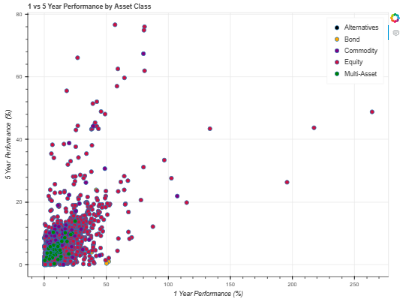 1 vs 5 Year Performance by Asset Class
80
60
40
20
0
5 Year Performance (%)
Alternatives
Bond
Commodity
Equity
Multi-Asset
0
50
100
150
200
250
1 Year Performance (%)